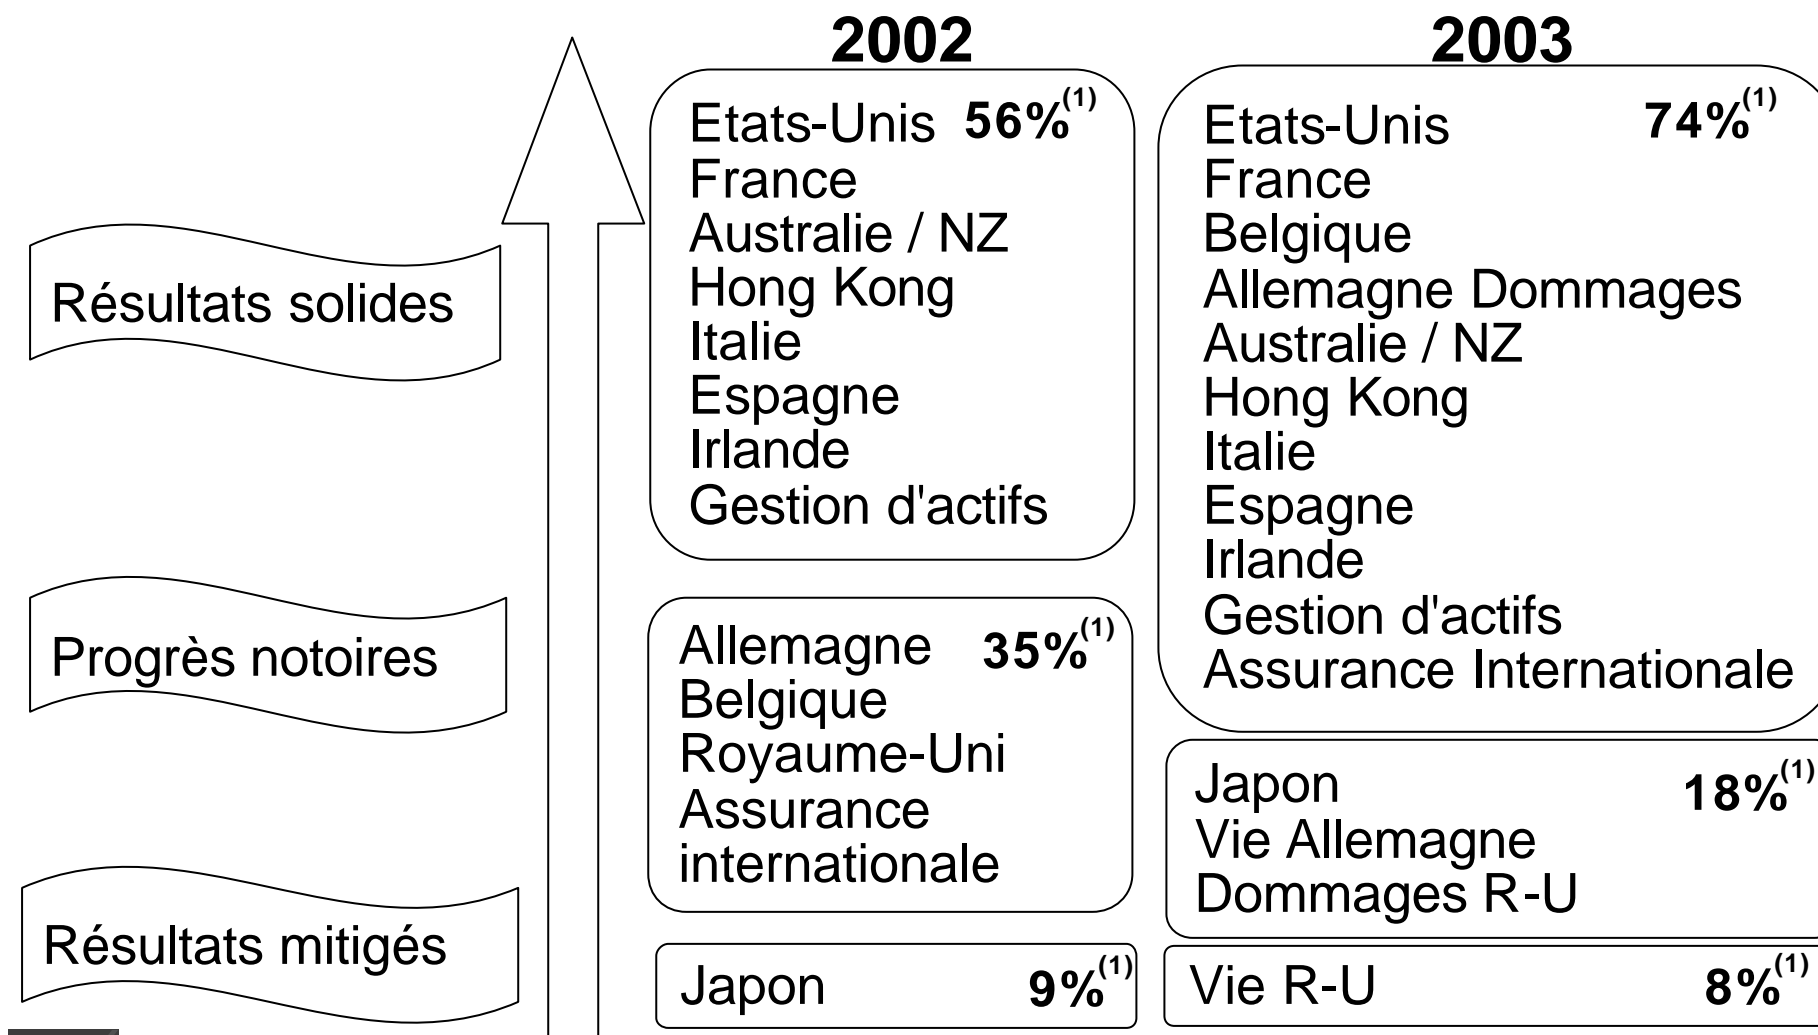 2002
2003
Etats-Unis 56%(1)
France
Australie / NZ
Hong Kong
Italie
Espagne
Irlande
Gestion d'actifs
Etats-Unis 74%(1)
France
Belgique
Allemagne Dommages
Australie / NZ
Hong Kong
Italie
Espagne
Irlande
Gestion d'actifs
Assurance Internationale
Résultats solides
Progrès notoires
Allemagne 35%(1)
Belgique
Royaume-Uni
Assurance
internationale
Japon 18%(1)
Vie Allemagne
Dommages R-U
Résultats mitigés
Japon 9%(1)
Vie R-U 8%(1)